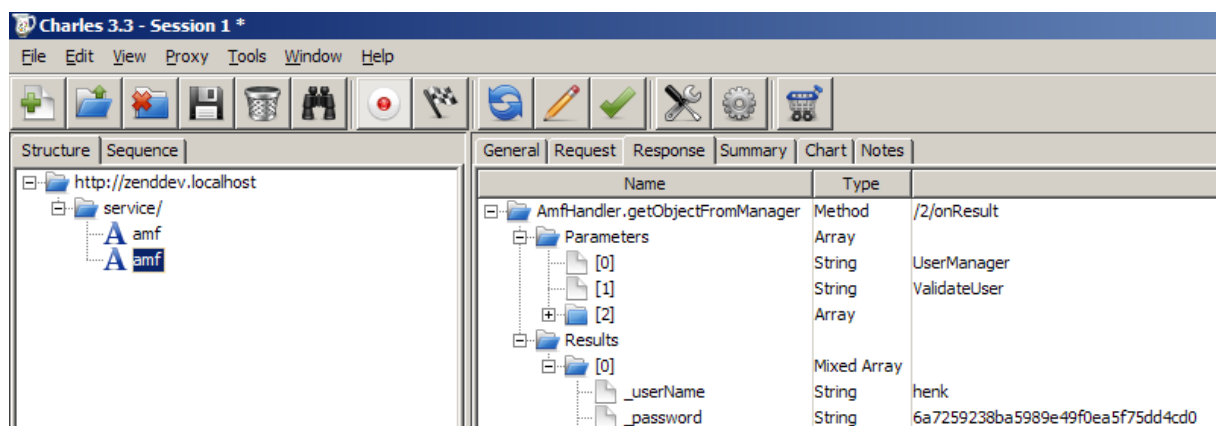 Charles 3.3 - Session 1 *
File Edit View Proxy Tools Window Help
Structure Sequence
General Request Response Summary Chart Notes
http://zenddev.localhost
service/
amf
amf
Name Type
AmfHandler.getObjectFromManager Method /2/onResult
Parameters Array
[0] String UserManager
[1] String ValidateUser
[2] Array
Results
[0] Mixed Array
_userName String henk
_password String 6a7259238ba5989e49f0ea5f75dd4cd0